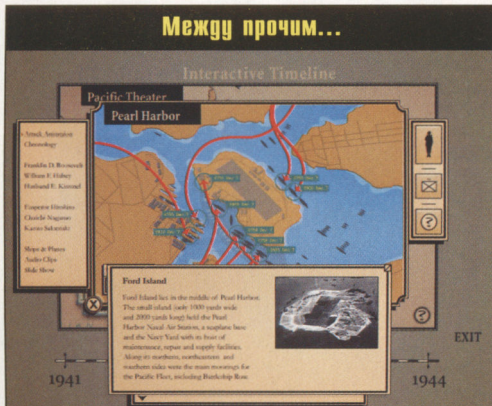 Между прочим...
Interactive Timeline
Pacific Theater
Pearl Harbor
Attack Animation
Chronology
Franklin D. Roosevelt
William F. Halsey
Husband E. Kimmel
Emperor Hirohito
Chuichi Nagumo
Kazuo Sakamaki
Ships & Planes
Audio Clips
Slide Show
Ford Island
Ford Island lies in the middle of Pearl Harbor.
The small island (only 1000 yards wide
and 2000 yards long) held the Pearl
Harbor Naval Air Station, a seaplane base
and the Navy Yard with its host of
maintenance, repair and supply facilities.
Along its northern, northeastern and
southern sides were the main moorings for
the Pacific Fleet, including Battleship Row.
EXIT
1941
1944